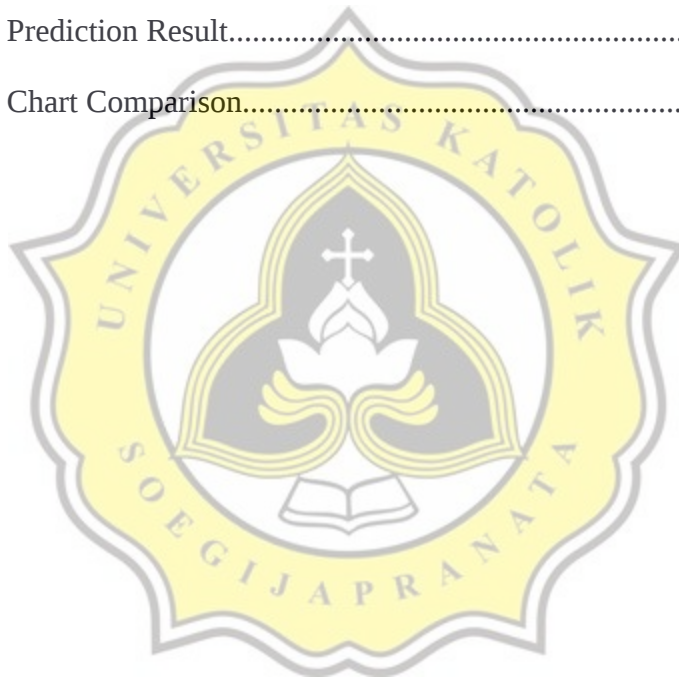 Prediction Result........................................................
Chart Comparison......................................................
UNIVERSITAS KATOLIK
SOEGIJAPRANATA